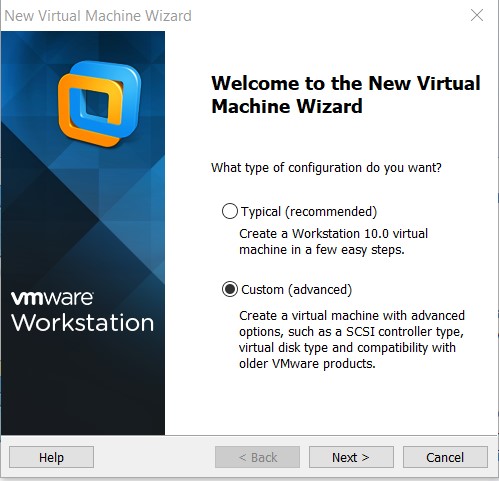 New Virtual Machine Wizard
Welcome to the New Virtual
Machine Wizard
What type of configuration do you want?
Typical (recommended)
Create a Workstation 10.0 virtual
machine in a few easy steps.
Custom (advanced)
Create a virtual machine with advanced
options, such as a SCSI controller type,
virtual disk type and compatibility with
older VMware products.
vmware
Workstation
Help
< Back
Next >
Cancel